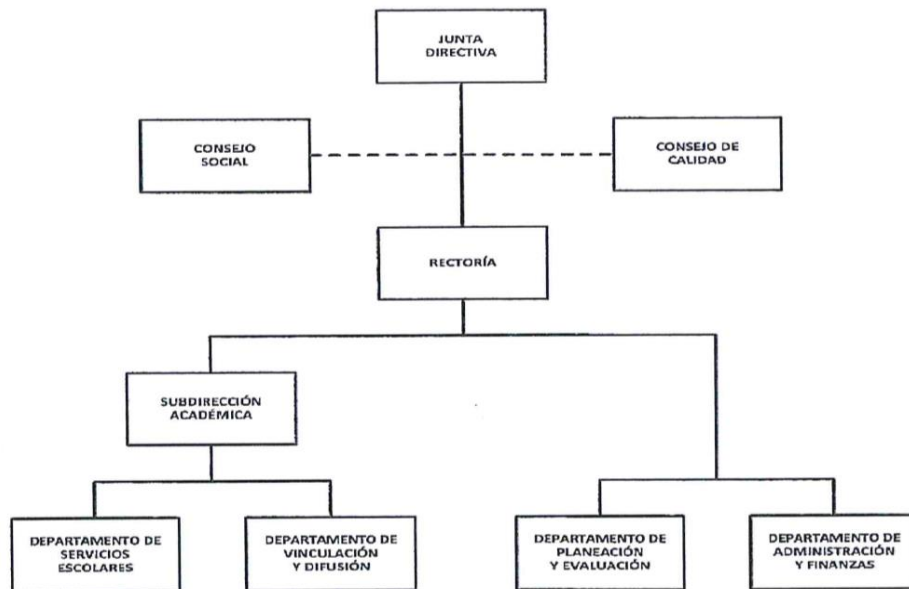 JUNTA
DIRECTIVA
CONSEJO
SOCIAL
CONSEJO DE
CALIDAD
RECTORÍA
SUBDIRECCIÓN
ACADÉMICA
DEPARTAMENTO DE
SERVICIOS
ESCOLARES
DEPARTAMENTO DE
VINCULACIÓN
Y DIFUSIÓN
DEPARTAMENTO DE
PLANEACIÓN
Y EVALUACIÓN
DEPARTAMENTO DE
ADMINISTRACIÓN
Y FINANZAS